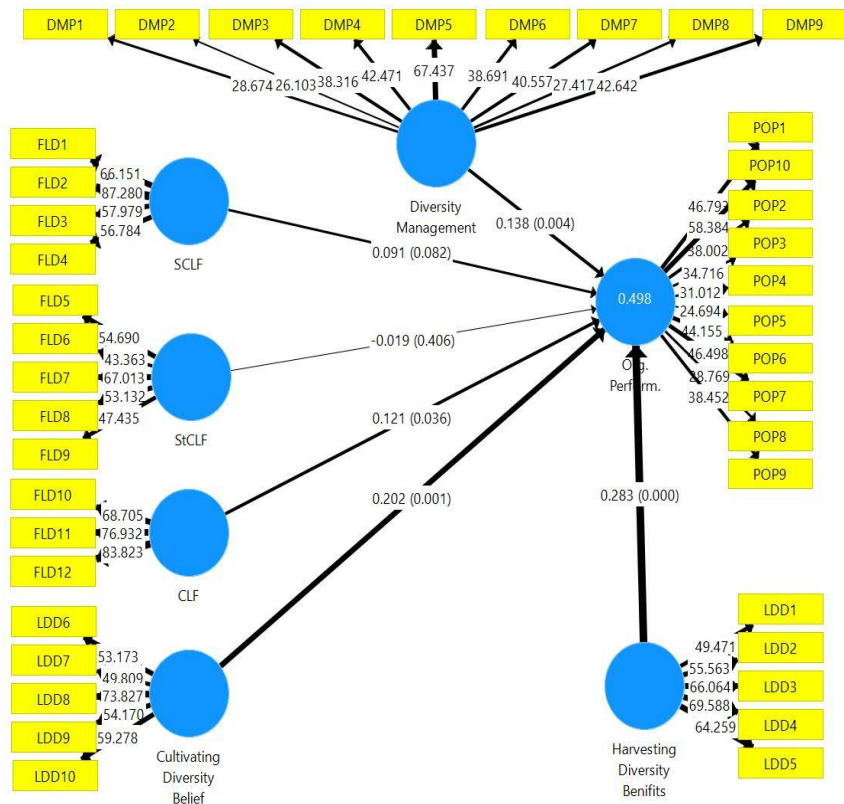 DMP1 DMP2 DMP3 DMP4 DMP5 DMP6 DMP7 DMP8 DMP9
28.674 26.103 38.316 42.471 67.437 38.691 40.557 27.417 42.642
Diversity
Management
FLD1
FLD2
FLD3
FLD4
66.151
87.280
57.979
56.784
SCLF
0.091 (0.082)
0.138 (0.004)
FLD5
FLD6
FLD7
FLD8
FLD9
54.690
43.363
67.013
53.132
47.435
StCLF
-0.019 (0.406)
FLD10
FLD11
FLD12
68.705
76.932
83.823
CLF
0.121 (0.036)
LDD6
LDD7
LDD8
LDD9
LDD10
53.173
49.809
73.827
54.170
59.278
Cultivating
Diversity
Belief
0.202 (0.001)
0.498
Org.
Perform.
46.793
58.384
38.002
34.716
31.012
24.694
44.155
46.498
28.769
38.452
POP1
POP10
POP2
POP3
POP4
POP5
POP6
POP7
POP8
POP9
0.283 (0.000)
Harvesting
Diversity
Benifits
49.471
55.563
66.064
69.588
64.259
LDD1
LDD2
LDD3
LDD4
LDD5